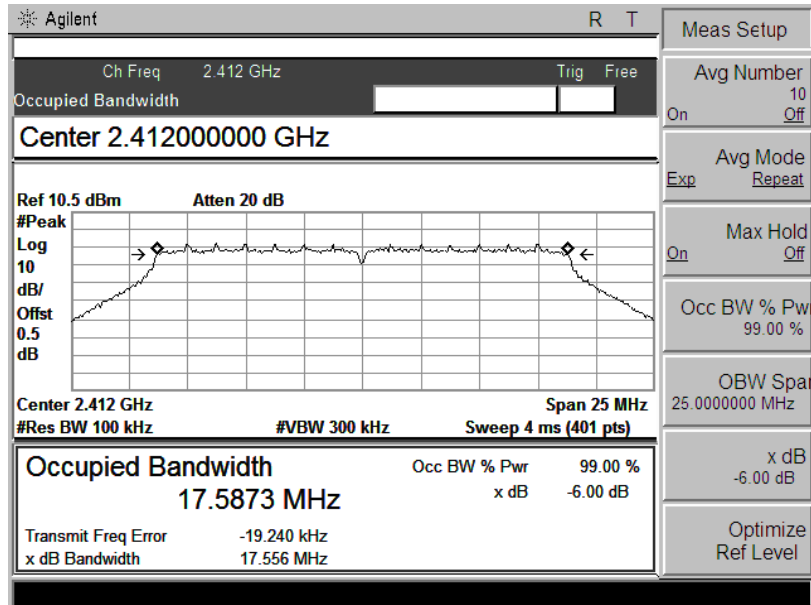 Agilent R T
Ch Freq 2.412 GHz Trig Free
Occupied Bandwidth
Center 2.412000000 GHz
Ref 10.5 dBm Atten 20 dB
#Peak
Log
10
dB/
Offst
0.5
dB
Center 2.412 GHz Span 25 MHz
#Res BW 100 kHz #VBW 300 kHz Sweep 4 ms (401 pts)
Occupied Bandwidth Occ BW % Pwr 99.00 %
17.5873 MHz x dB -6.00 dB
Transmit Freq Error -19.240 kHz
x dB Bandwidth 17.556 MHz
Meas Setup
Avg Number
10
On Off
Avg Mode
Exp Repeat
Max Hold
On Off
Occ BW % Pwr
99.00 %
OBW Span
25.0000000 MHz
x dB
-6.00 dB
Optimize
Ref Level